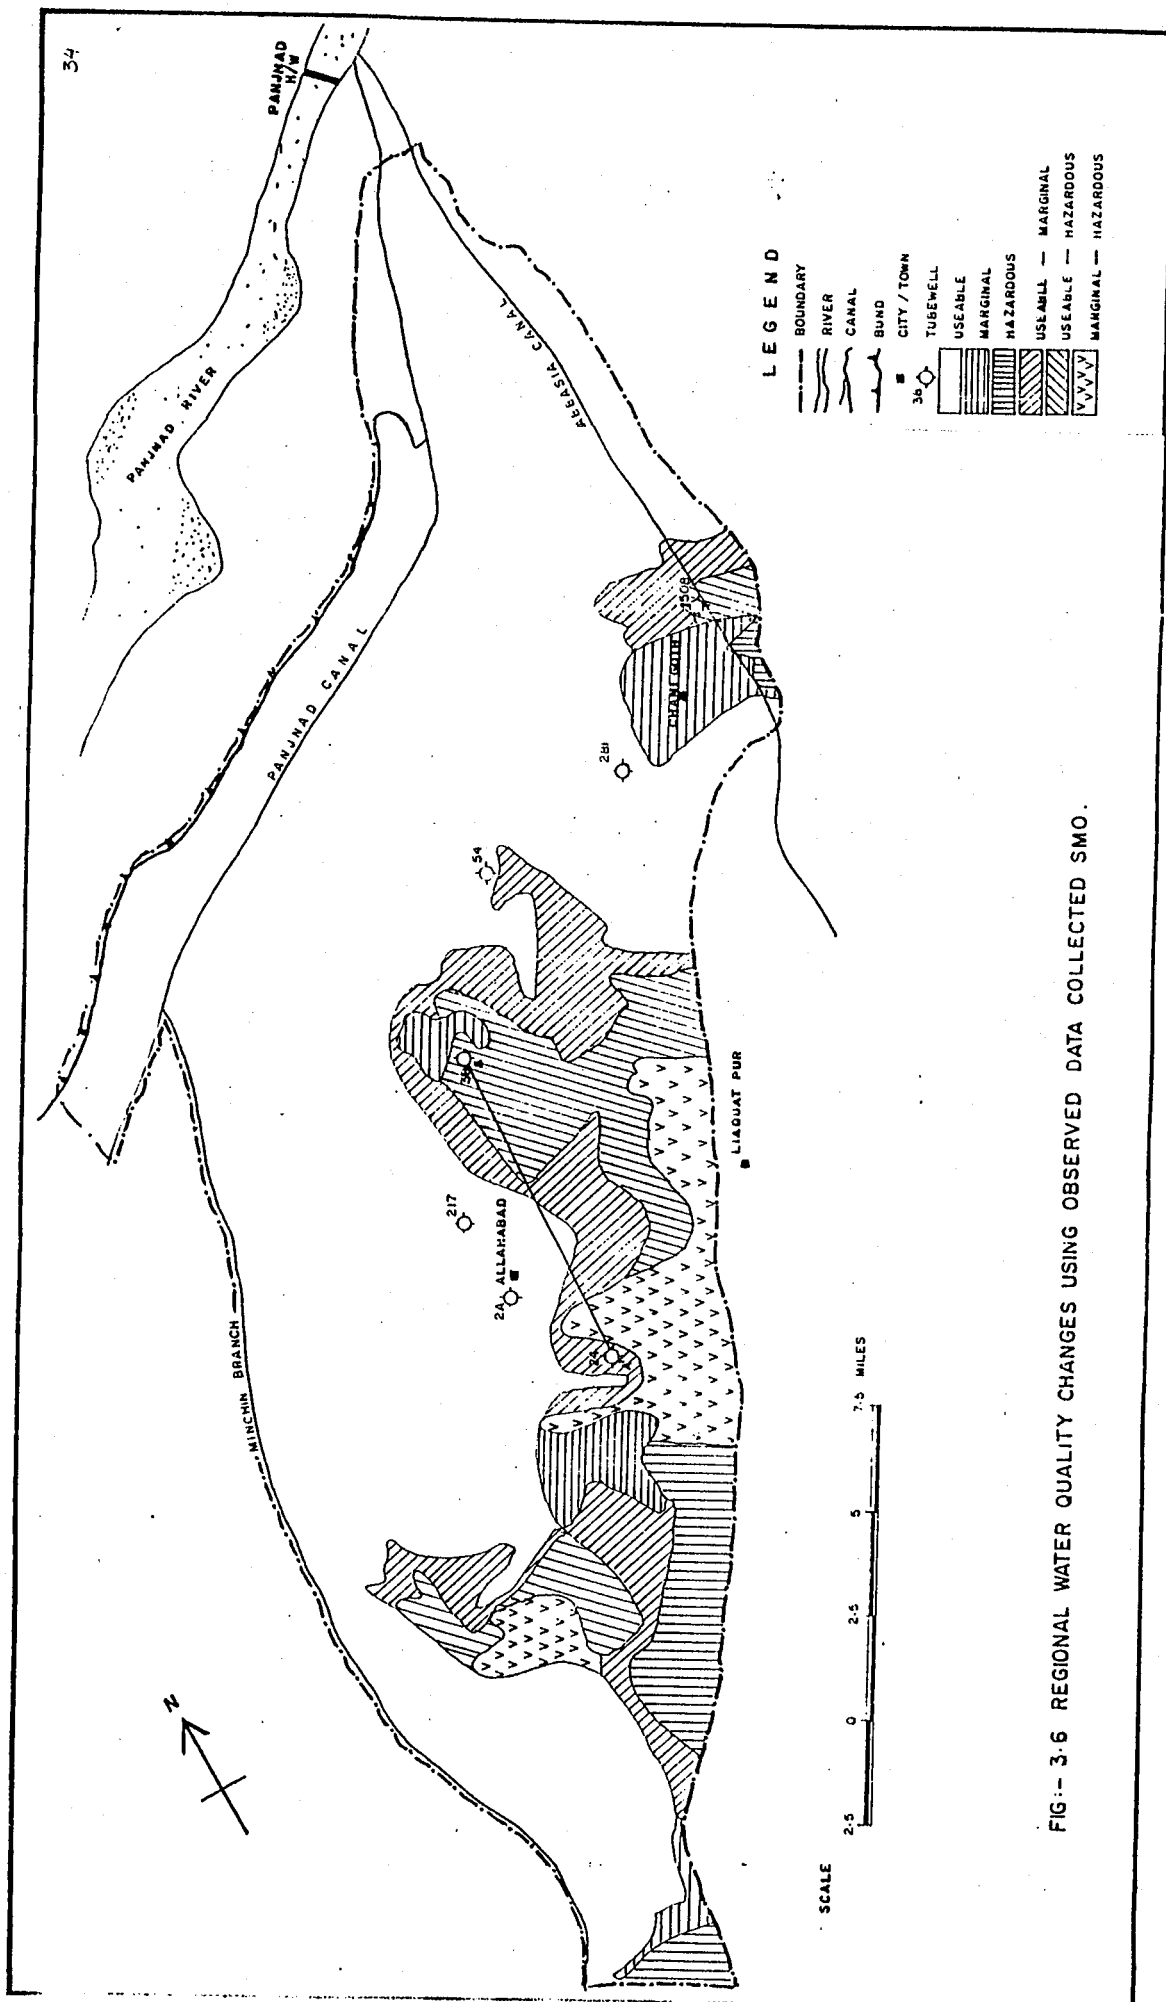 34
PANJNAD
H/W
PANJNAD RIVER
PANJNAD CANAL
ABBASIA CANAL
MINCHIN BRANCH
N
CHANI GOTH
281
54
217
2A
ALLAHABAD
24
LIAQUAT PUR
LEGEND
BOUNDARY
RIVER
CANAL
BUND
CITY / TOWN
38 TUBEWELL
USEABLE
MARGINAL
HAZARDOUS
USEABLE — MARGINAL
USEABLE — HAZARDOUS
MARGINAL — HAZARDOUS
SCALE
2·5 0 2·5 5 7·5 MILES
FIG:- 3·6 REGIONAL WATER QUALITY CHANGES USING OBSERVED DATA COLLECTED SMO.